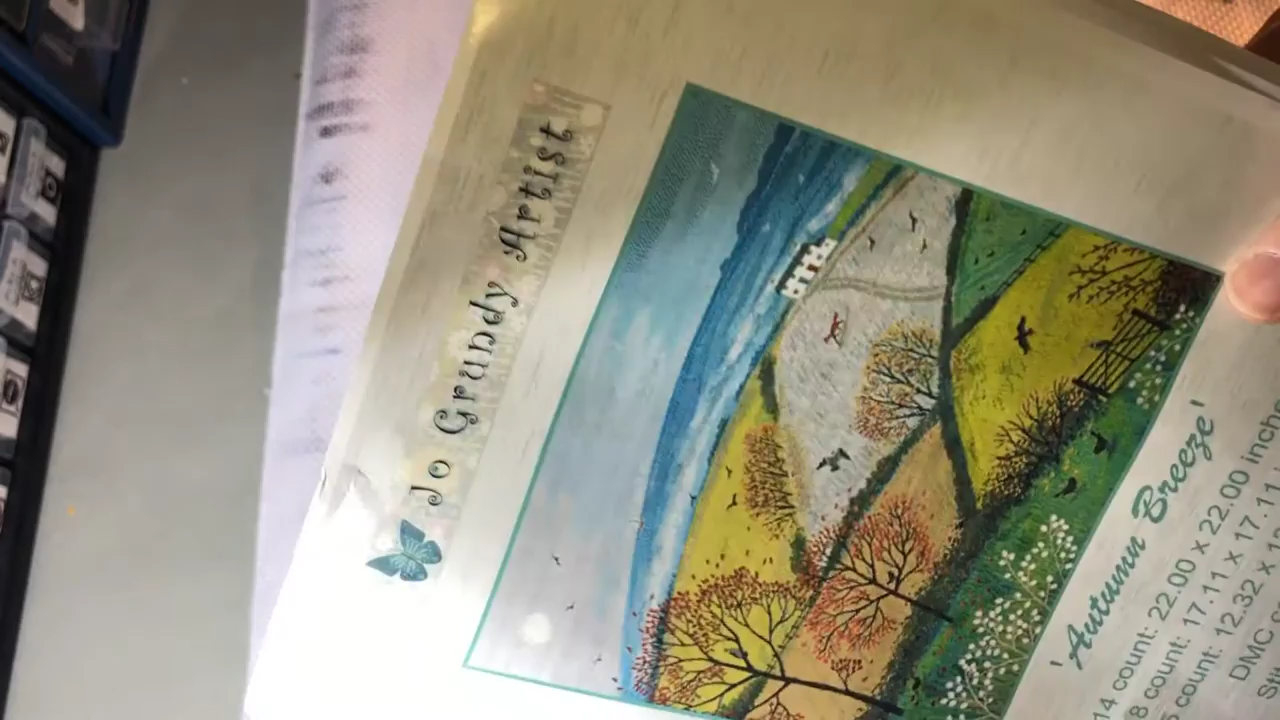 Jo Grundy Artist
'Autumn Breeze'
14 count: 22.00 x 22.00 inch
8 count: 17.11 x 17.11
count: 12.32 x
DMC